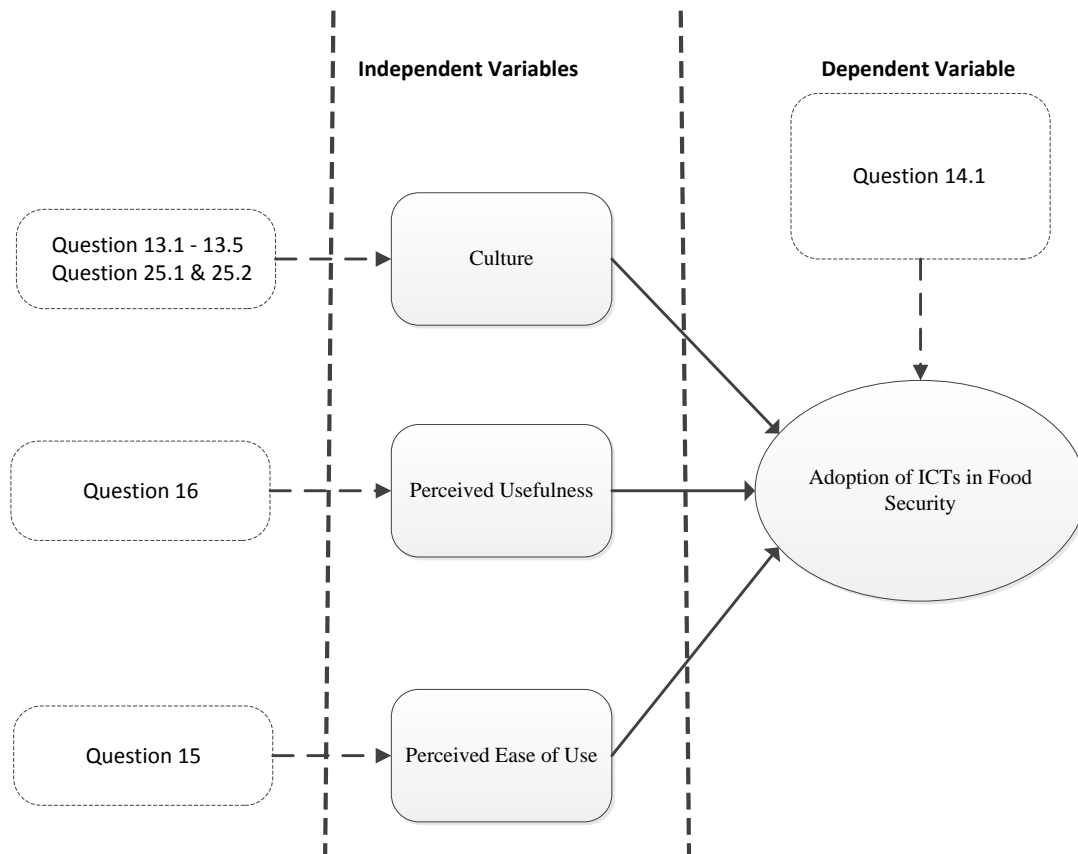 Independent Variables
Dependent Variable
Question 14.1
Question 13.1 - 13.5
Question 25.1 & 25.2
Culture
Question 16
Perceived Usefulness
Adoption of ICTs in Food
Security
Question 15
Perceived Ease of Use